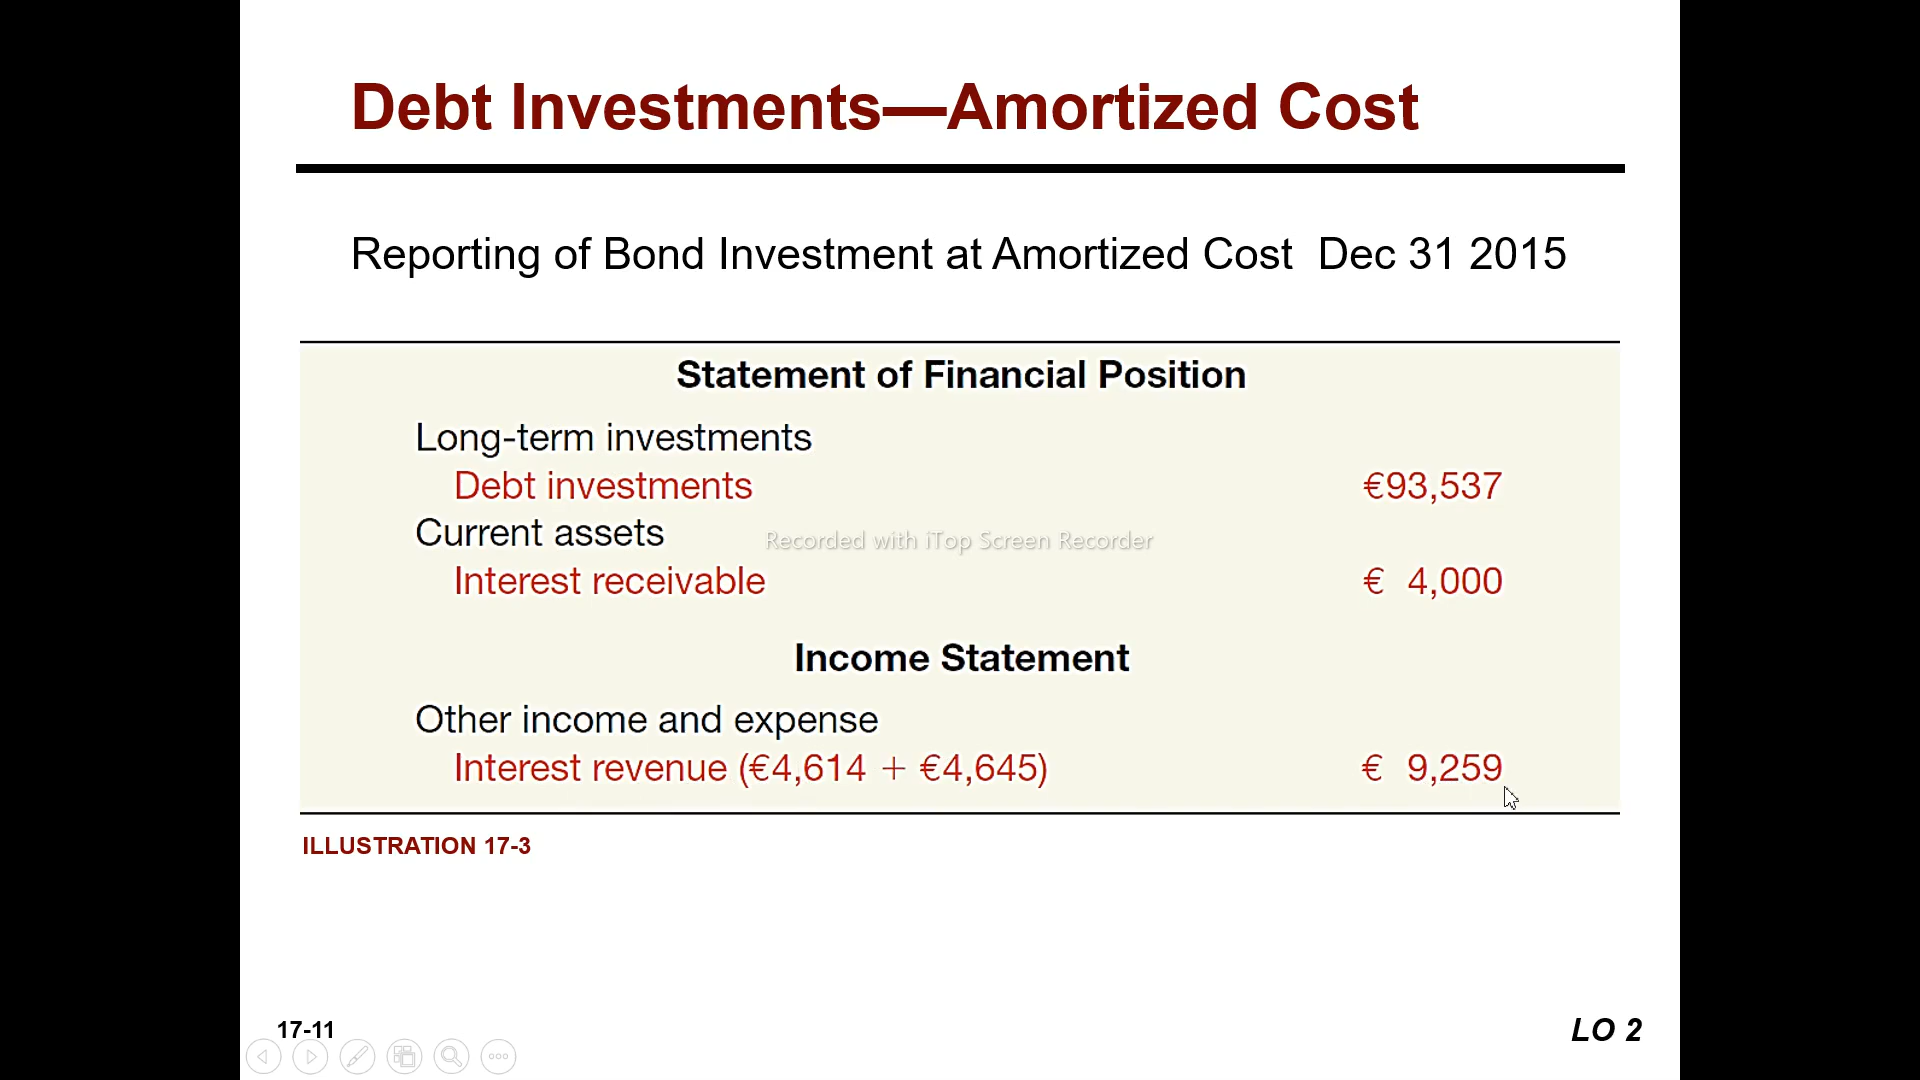 Debt Investments—Amortized Cost
Reporting of Bond Investment at Amortized Cost  Dec 31 2015
Statement of Financial Position
Long-term investments
Debt investments €93,537
Current assets
Recorded with iTop Screen Recorder
Interest receivable € 4,000
Income Statement
Other income and expense
Interest revenue (€4,614 + €4,645) € 9,259
ILLUSTRATION 17-3
17-11
LO 2